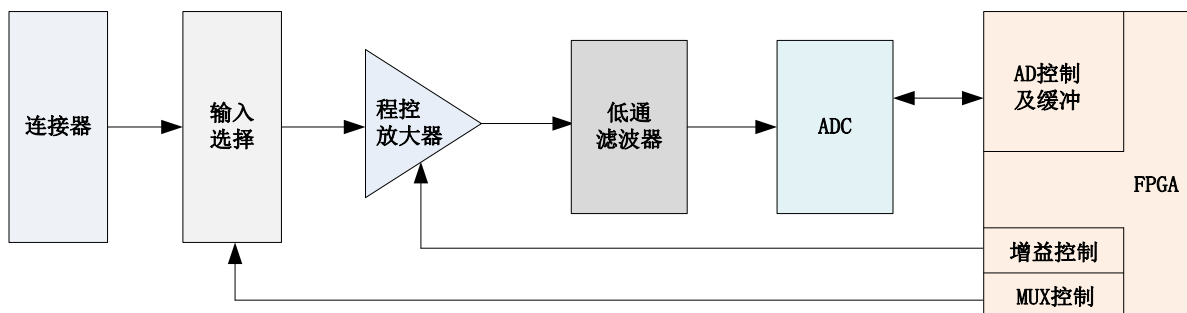 连接器
输入
选择
程控
放大器
低通
滤波器
ADC
AD控制
及缓冲
FPGA
增益控制
MUX控制